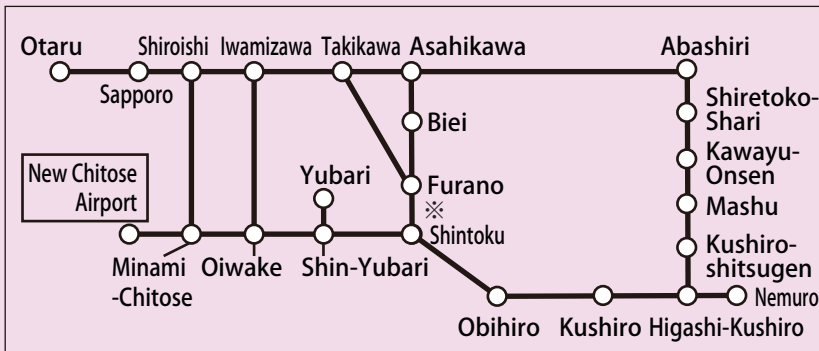 Otaru
Shiroishi
Iwamizawa
Takikawa
Asahikawa
Abashiri
Sapporo
Biei
Shiretoko-
Shari
Kawayu-
Onsen
New Chitose
Airport
Yubari
Furano
※
Mashu
Shintoku
Kushiro-
shitsugen
Minami
-Chitose
Oiwake
Shin-Yubari
Nemuro
Obihiro
Kushiro
Higashi-Kushiro